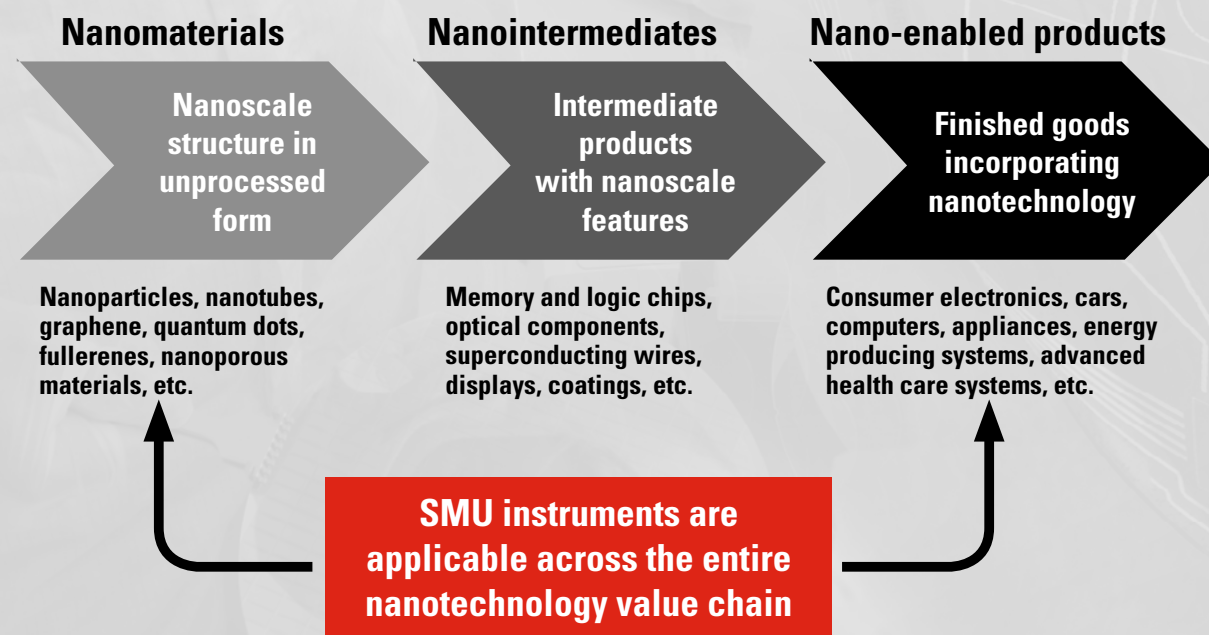 Nanomaterials
Nanoscale
structure in
unprocessed
form
Nanoparticles, nanotubes,
graphene, quantum dots,
fullerenes, nanoporous
materials, etc.
Nanointermediates
Intermediate
products
with nanoscale
features
Memory and logic chips,
optical components,
superconducting wires,
displays, coatings, etc.
Nano-enabled products
Finished goods
incorporating
nanotechnology
Consumer electronics, cars,
computers, appliances, energy
producing systems, advanced
health care systems, etc.
SMU instruments are
applicable across the entire
nanotechnology value chain